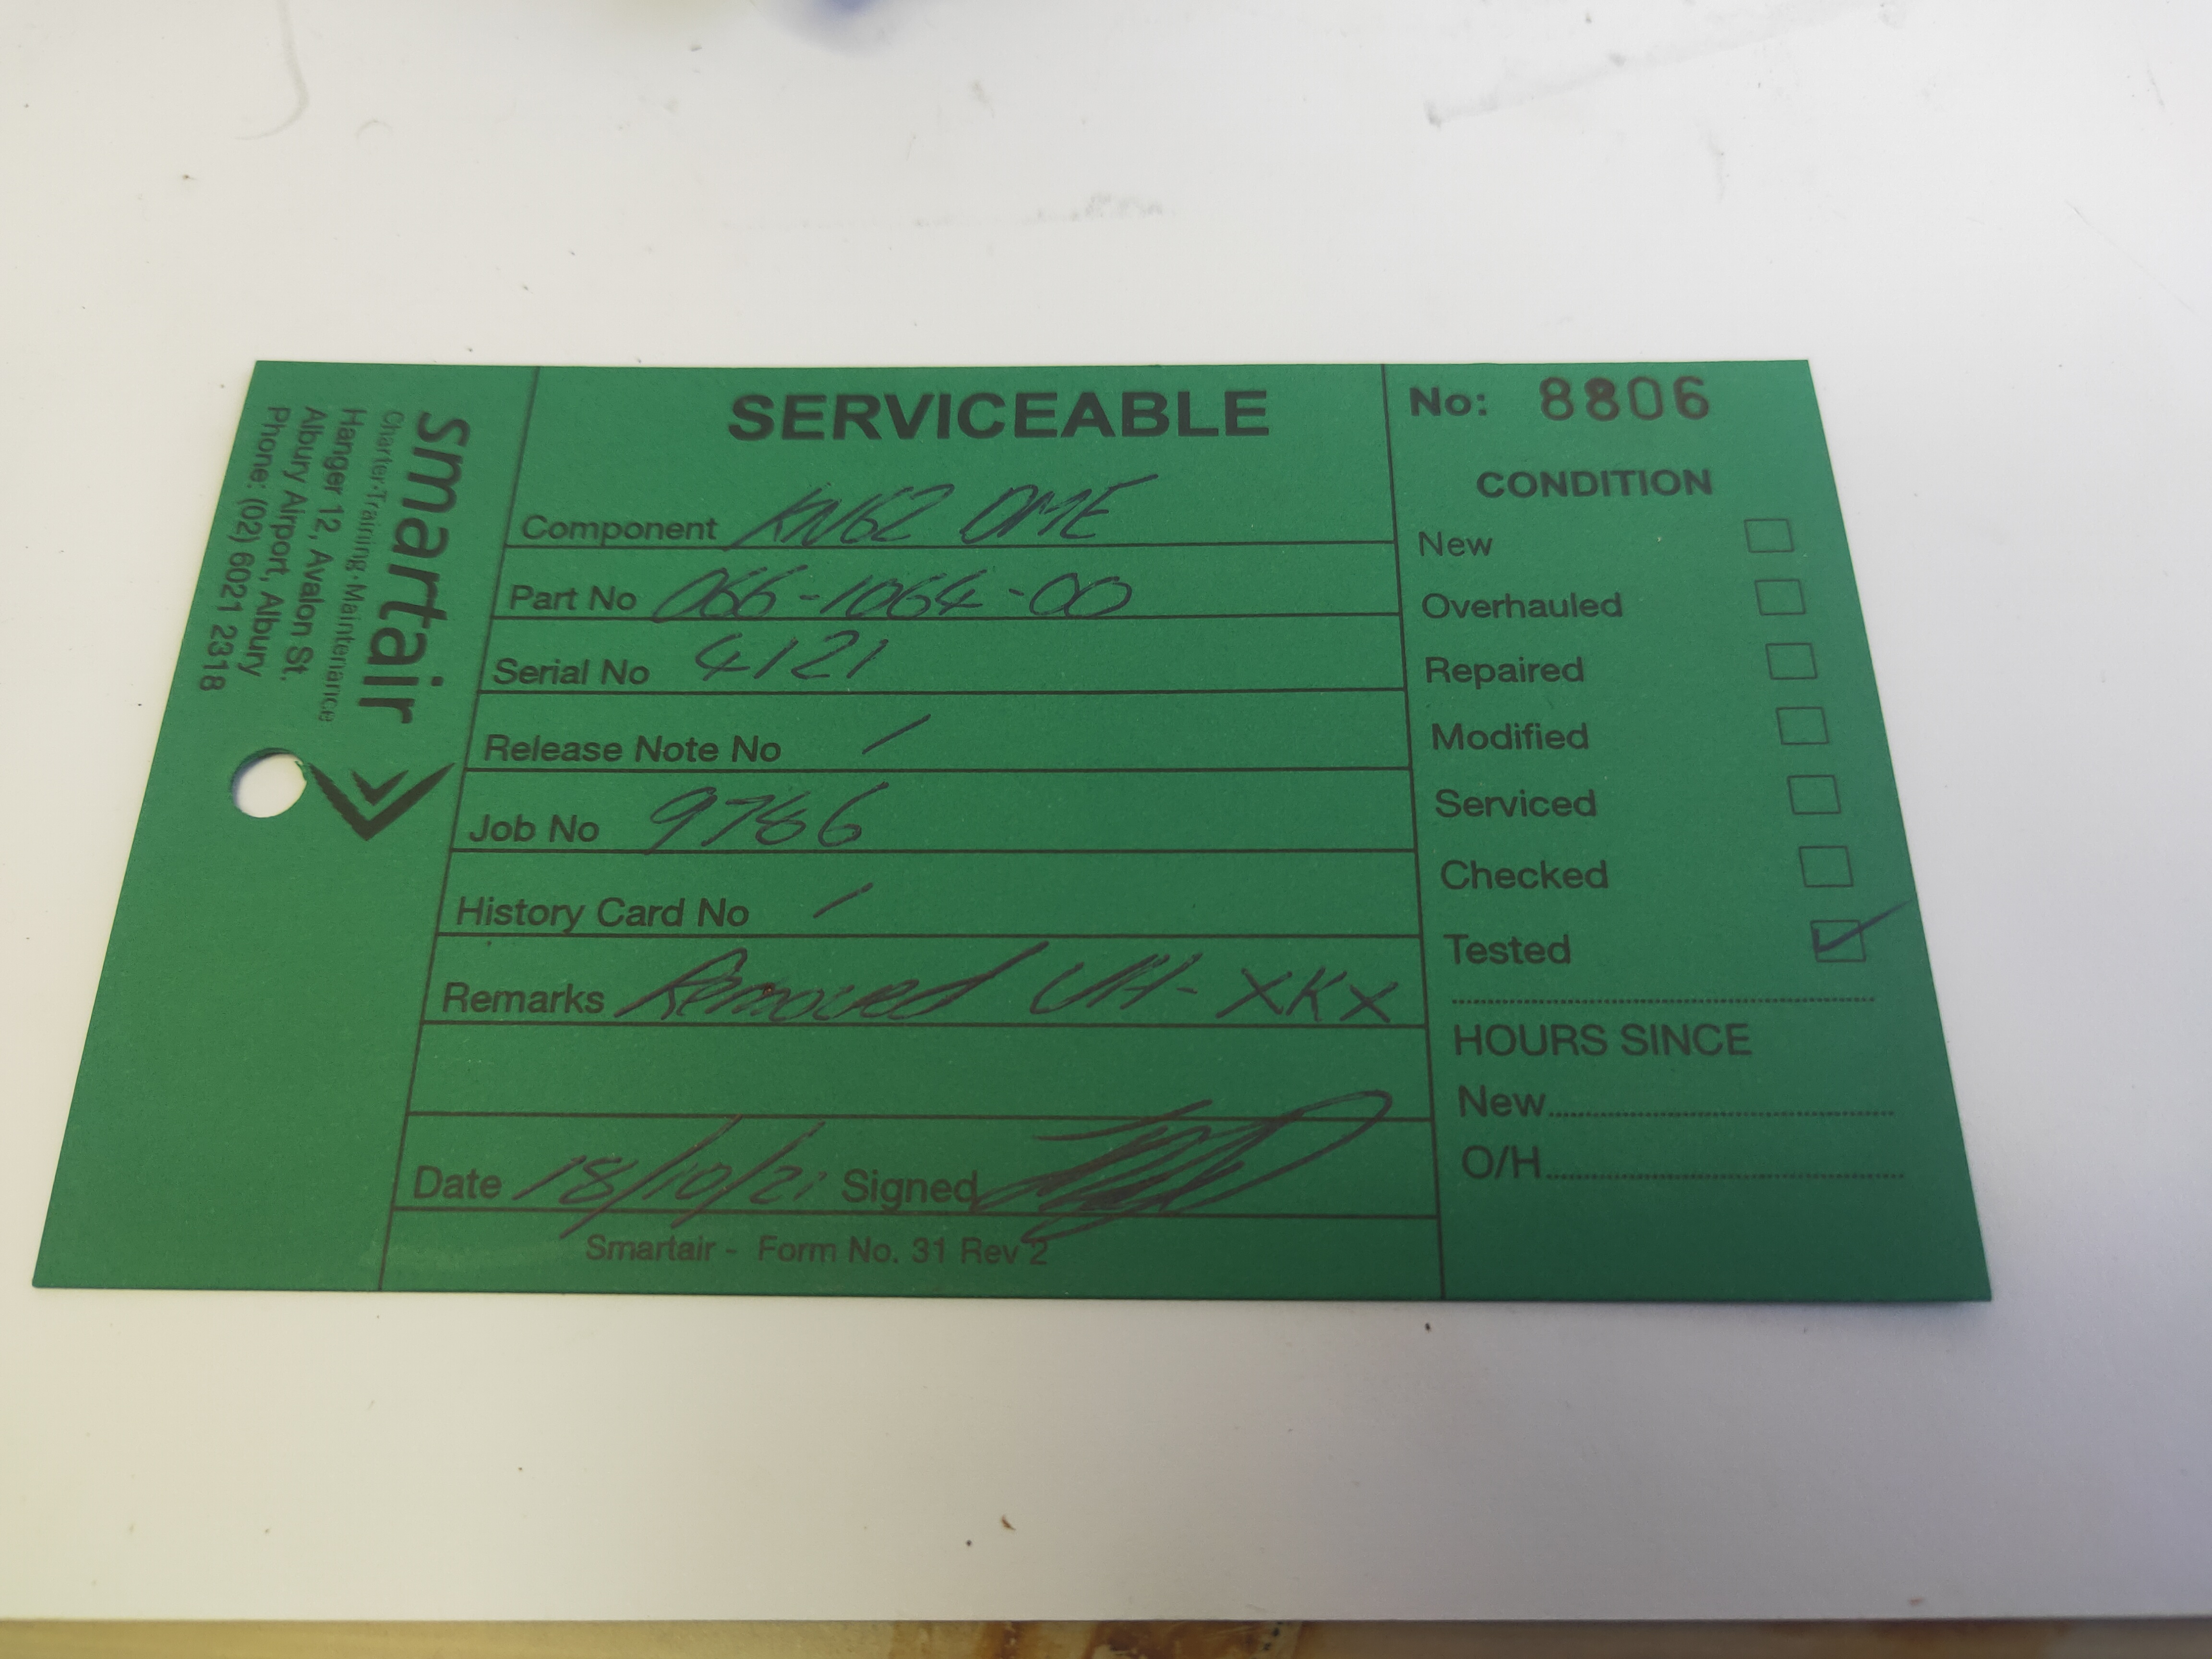 smartair
Charter·Training·Maintenance
Hanger 12, Avalon St.
Albury Airport, Albury
Phone: (02) 6021 2318
SERVICEABLE
Component KN62 DME
Part No 066-1064-00
Serial No 4121
Release Note No /
Job No 9786
History Card No /
Remarks Removed VH-XKX
Date 18/10/21 Signed
Smartair - Form No. 31 Rev 2
No: 8806
CONDITION
New
Overhauled
Repaired
Modified
Serviced
Checked
Tested ✓
HOURS SINCE
New
O/H